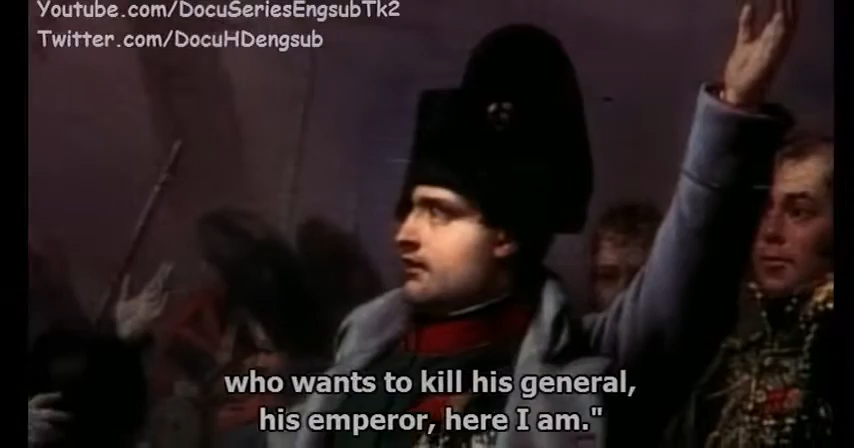 Youtube.com/DocuSeriesEngsubTk2
Twitter.com/DocuHDengsub
who wants to kill his general,
his emperor, here I am."